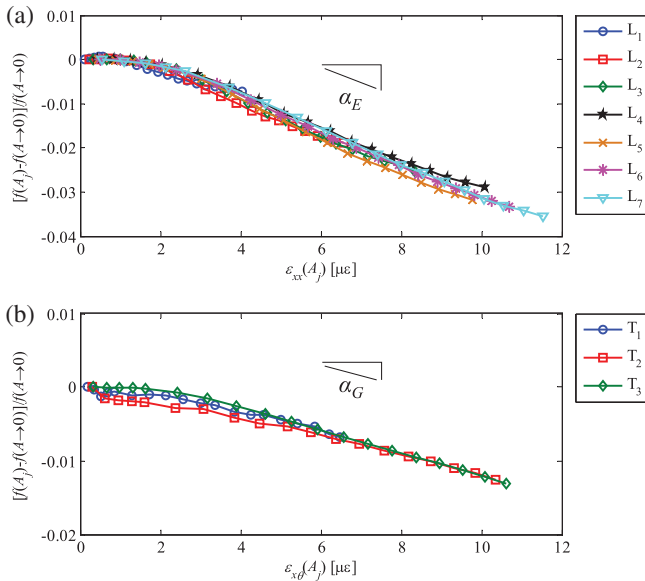 (a)
0.01
0
-0.01
-0.02
-0.03
-0.04
[f(A_j)-f(A→0)]/f(A→0)
α_E
0 2 4 6 8 10 12
ε_xx(A_j) [με]
L_1
L_2
L_3
L_4
L_5
L_6
L_7
(b)
0.01
0
-0.01
-0.02
[f(A_j)-f(A→0)]/f(A→0)
α_G
0 2 4 6 8 10 12
ε_xθ(A_j) [με]
T_1
T_2
T_3